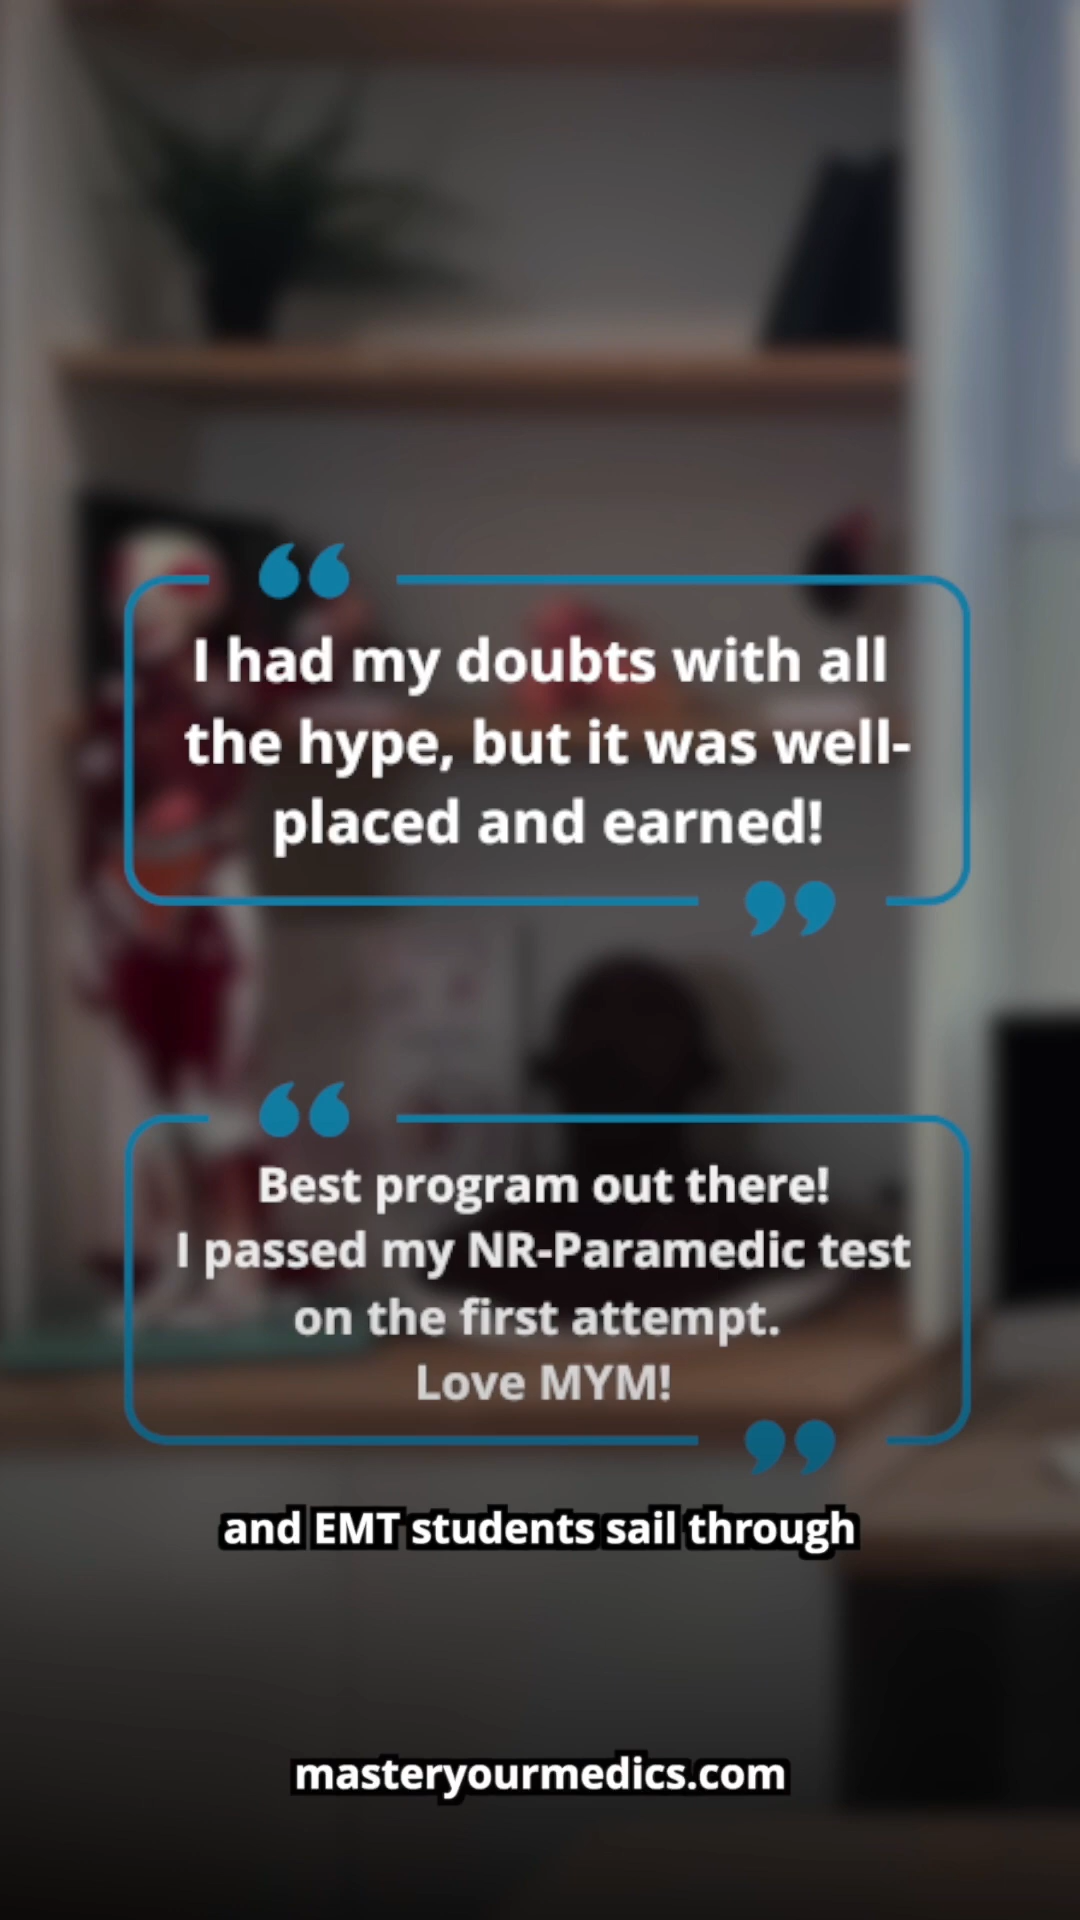 I had my doubts with all
the hype, but it was well-
placed and earned!
Best program out there!
I passed my NR-Paramedic test
on the first attempt.
Love MYM!
and EMT students sail through
masteryourmedics.com